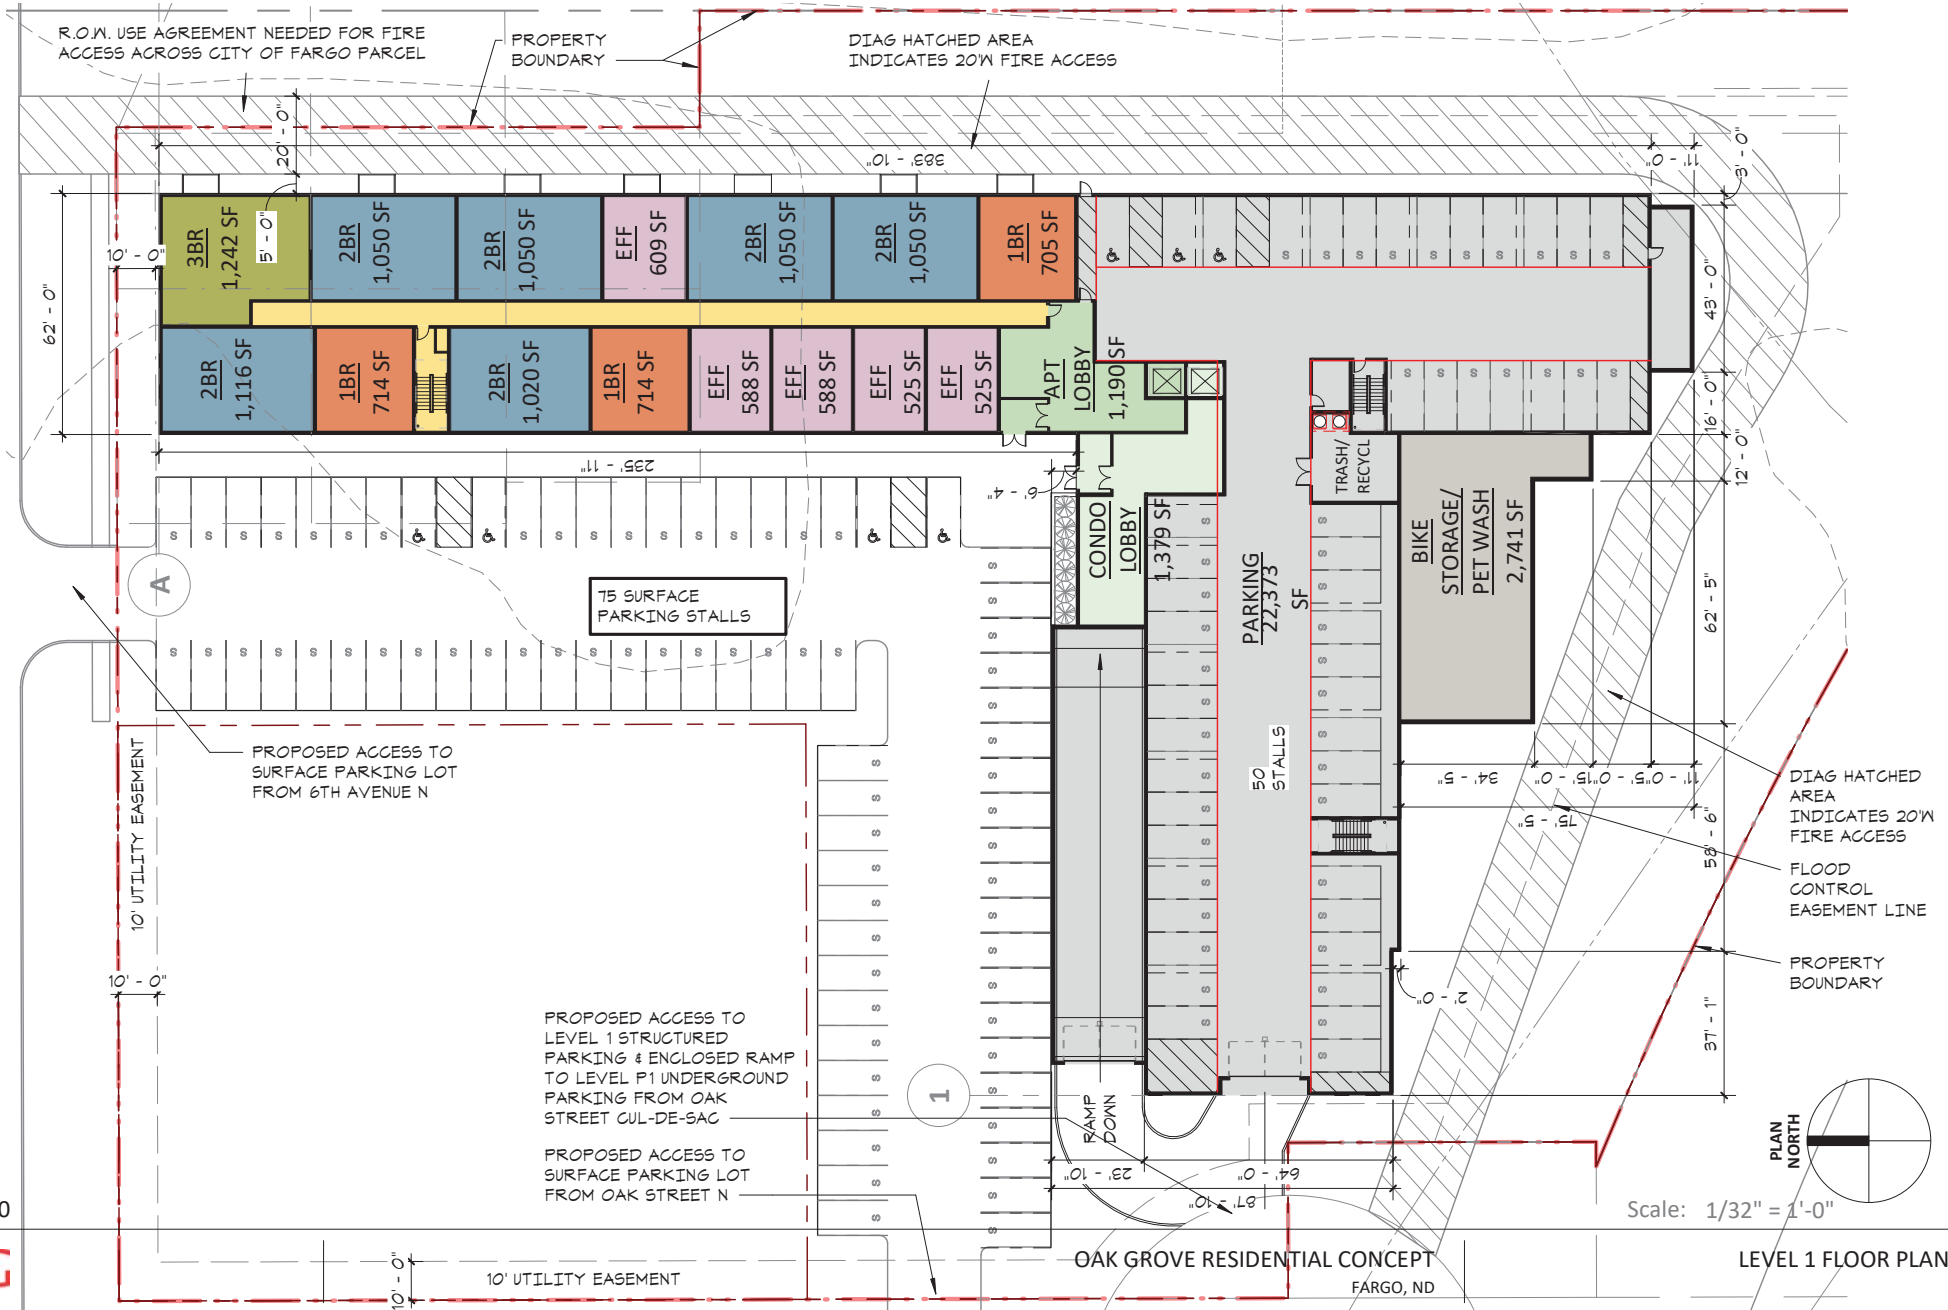 R.O.W. USE AGREEMENT NEEDED FOR FIRE
ACCESS ACROSS CITY OF FARGO PARCEL
PROPERTY
BOUNDARY
DIAG HATCHED AREA
INDICATES 20'W FIRE ACCESS
20' - 0"
383' - 10"
11' - 0"
3' - 0"
5' - 0"
10' - 0"
62' - 0"
3BR
1,242 SF
2BR
1,050 SF
2BR
1,050 SF
EFF
609 SF
2BR
1,050 SF
2BR
1,050 SF
1BR
705 SF
43' - 0"
2BR
1,116 SF
1BR
714 SF
2BR
1,020 SF
1BR
714 SF
EFF
588 SF
EFF
588 SF
EFF
525 SF
EFF
525 SF
APT
LOBBY
1,190 SF
16' - 0"
12' - 0"
235' - 11"
6' - 4"
TRASH/
RECYCL
CONDO
LOBBY
1,379 SF
BIKE
STORAGE/
PET WASH
2,741 SF
PARKING
22,373
SF
62' - 5"
A
75 SURFACE
PARKING STALLS
50
STALLS
PROPOSED ACCESS TO
SURFACE PARKING LOT
FROM 6TH AVENUE N
10' UTILITY EASEMENT
34' - 5"
15' - 0"
5' - 0"
11' - 0"
75' - 5"
58' - 6"
DIAG HATCHED
AREA
INDICATES 20'W
FIRE ACCESS
FLOOD
CONTROL
EASEMENT LINE
PROPERTY
BOUNDARY
10' - 0"
2' - 0"
37' - 1"
PROPOSED ACCESS TO
LEVEL 1 STRUCTURED
PARKING & ENCLOSED RAMP
TO LEVEL P1 UNDERGROUND
PARKING FROM OAK
STREET CUL-DE-SAC
1
RAMP
DOWN
PROPOSED ACCESS TO
SURFACE PARKING LOT
FROM OAK STREET N
23' - 10"
64' - 0"
87' - 10"
PLAN
NORTH
Scale: 1/32" = 1'-0"
0
10' - 0"
10' UTILITY EASEMENT
OAK GROVE RESIDENTIAL CONCEPT
FARGO, ND
LEVEL 1 FLOOR PLAN